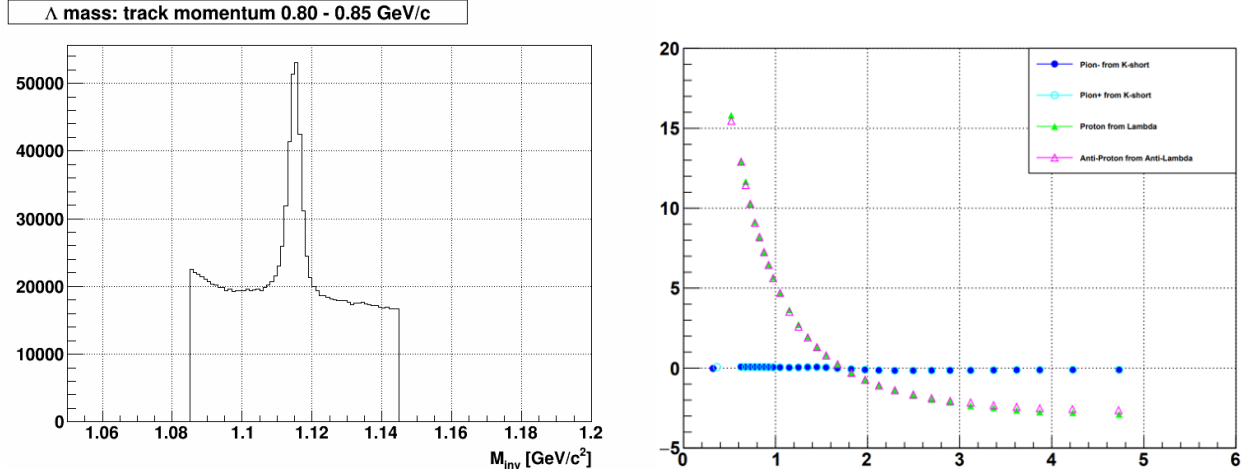 Λ mass: track momentum 0.80 - 0.85 GeV/c
50000
40000
30000
20000
10000
0
1.06 1.08 1.1 1.12 1.14 1.16 1.18 1.2
M_inv [GeV/c²]
20
15
10
5
0
−5
0 1 2 3 4 5 6
Pion- from K-short
Pion+ from K-short
Proton from Lambda
Anti-Proton from Anti-Lambda